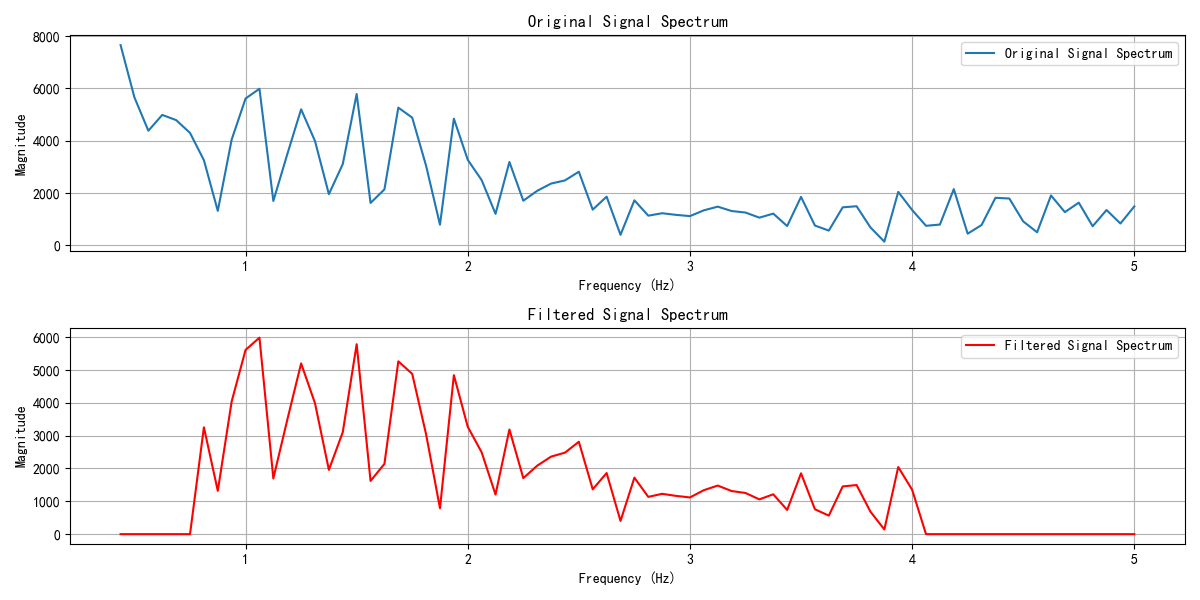 Original Signal Spectrum
8000
6000
4000
2000
0
Magnitude
Original Signal Spectrum
1 2 3 4 5
Frequency (Hz)
Filtered Signal Spectrum
6000
5000
4000
3000
2000
1000
0
Magnitude
Filtered Signal Spectrum
1 2 3 4 5
Frequency (Hz)